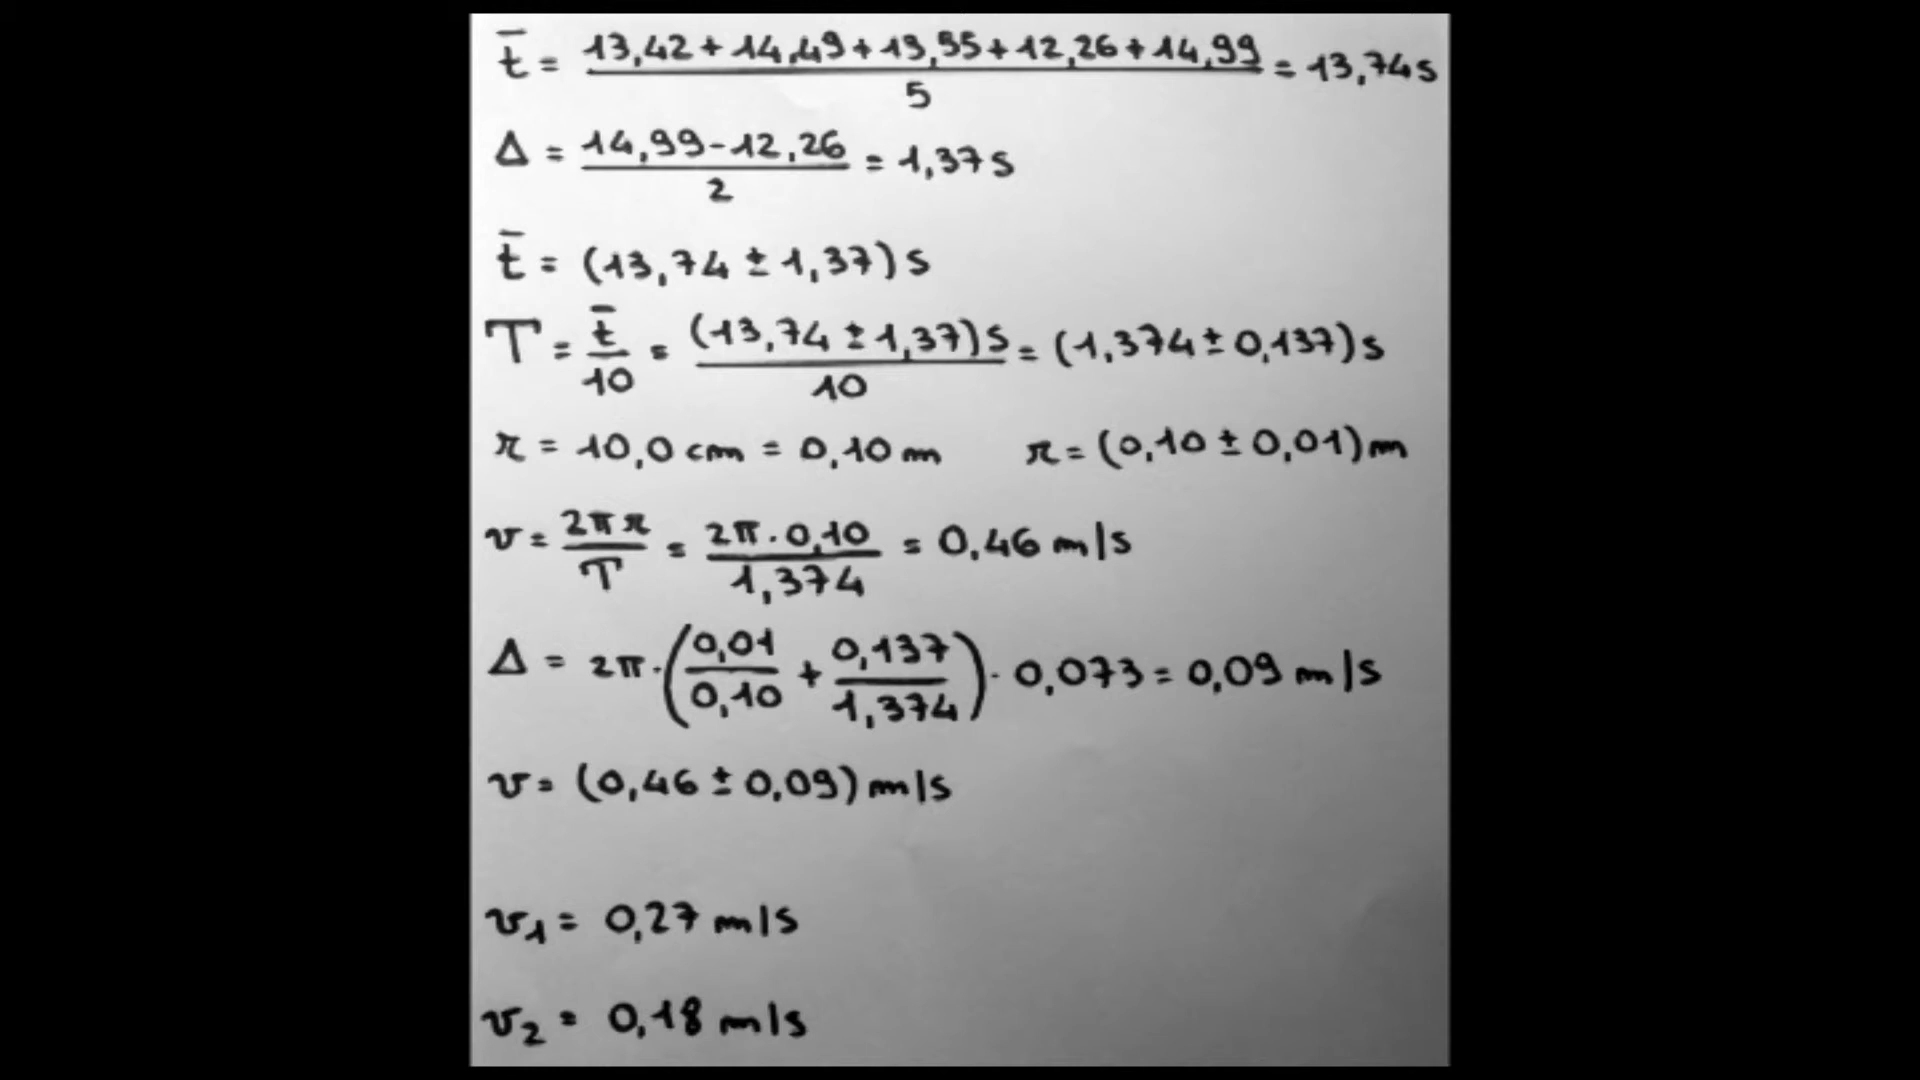 t̄ = (13,42 + 14,49 + 13,55 + 12,26 + 14,99) / 5 = 13,74 s
Δ = (14,99 - 12,26) / 2 = 1,37 s
t̄ = (13,74 ± 1,37) s
T = t̄ / 10 = (13,74 ± 1,37) s / 10 = (1,374 ± 0,137) s
r = 10,0 cm = 0,10 m r = (0,10 ± 0,01) m
v = 2πr / T = 2π · 0,10 / 1,374 = 0,46 m/s
Δ = 2π · (0,01 / 0,10 + 0,137 / 1,374) · 0,073 = 0,09 m/s
v = (0,46 ± 0,09) m/s
v₁ = 0,27 m/s
v₂ = 0,18 m/s